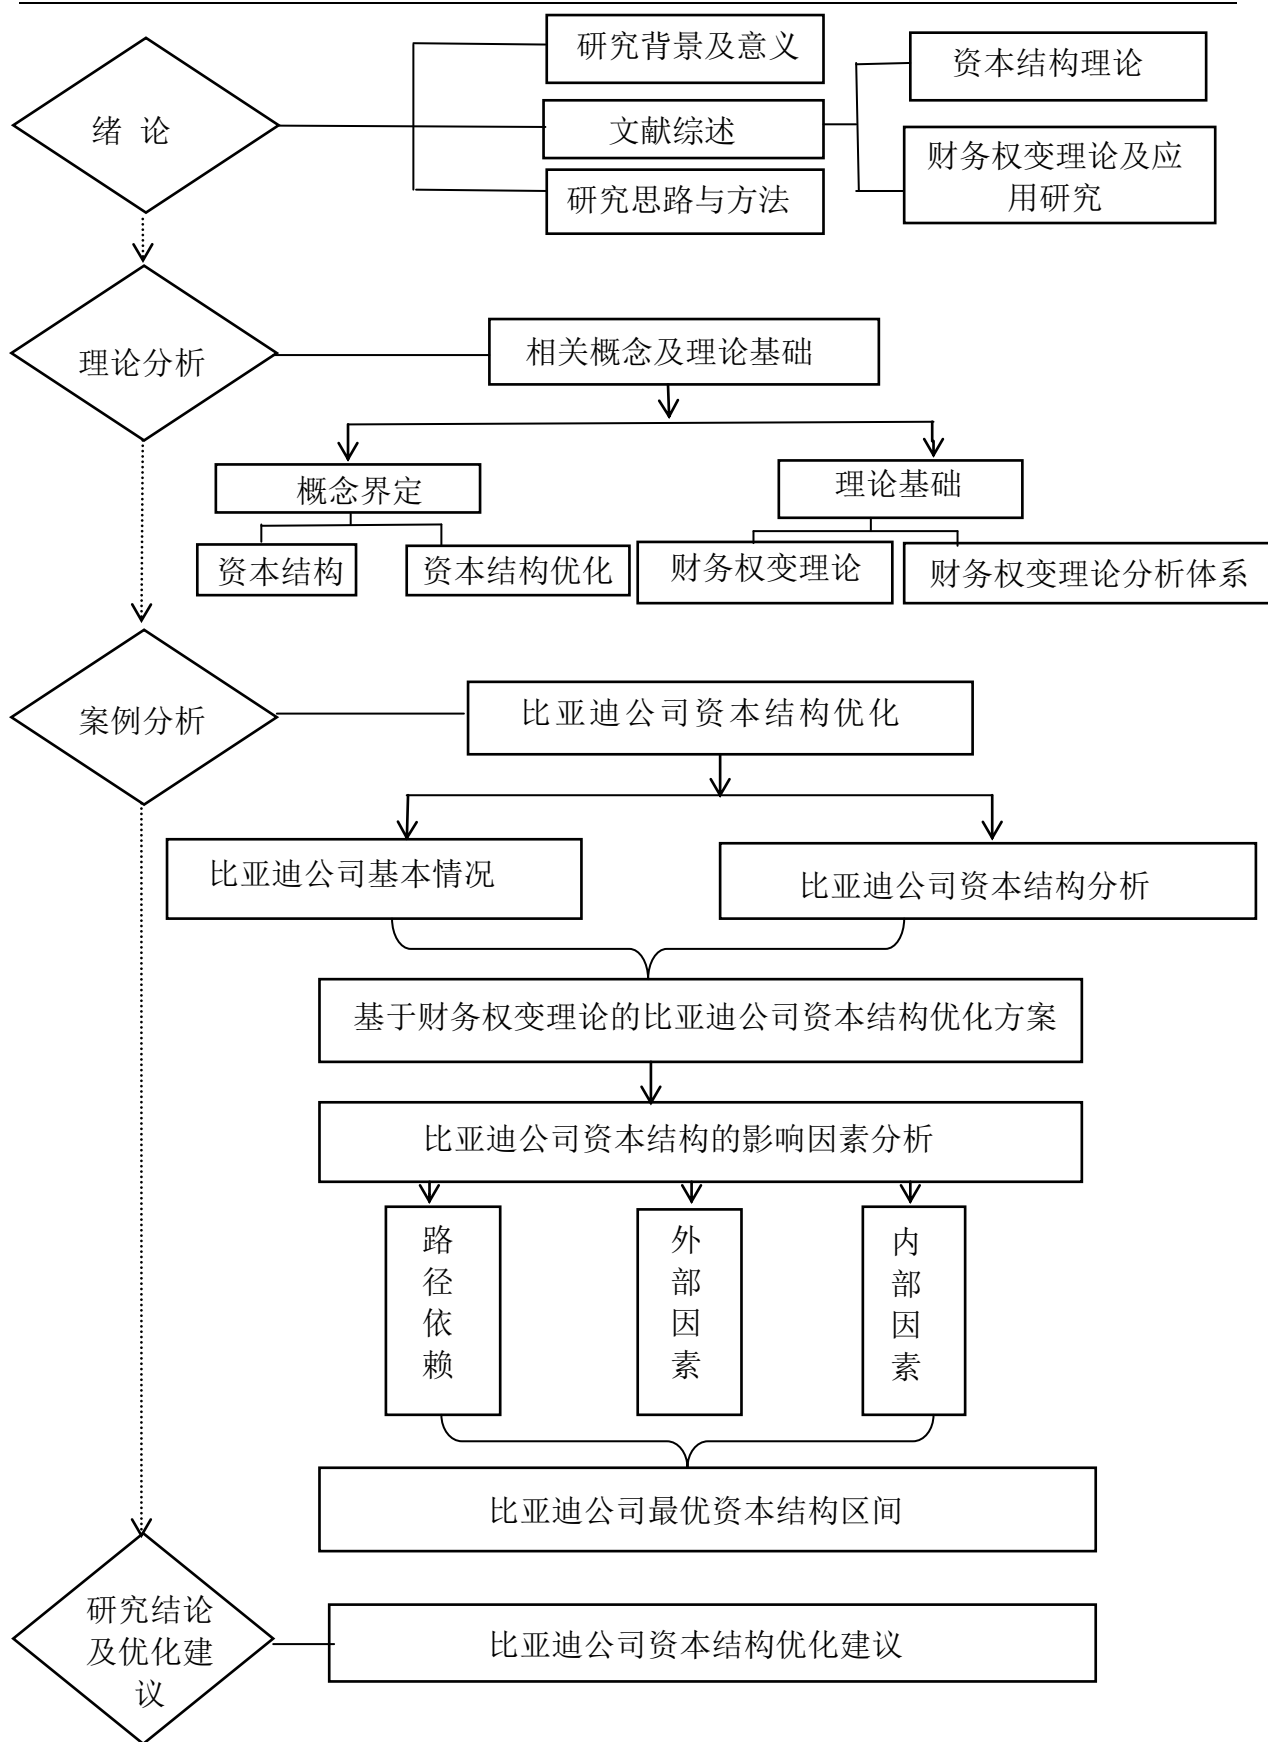 研究背景及意义
资本结构理论
绪 论
文献综述
财务权变理论及应
用研究
研究思路与方法
理论分析
相关概念及理论基础
概念界定
理论基础
资本结构
资本结构优化
财务权变理论
财务权变理论分析体系
案例分析
比亚迪公司资本结构优化
比亚迪公司基本情况
比亚迪公司资本结构分析
基于财务权变理论的比亚迪公司资本结构优化方案
比亚迪公司资本结构的影响因素分析
路径依赖
外部因素
内部因素
比亚迪公司最优资本结构区间
研究结论
及优化建
议
比亚迪公司资本结构优化建议